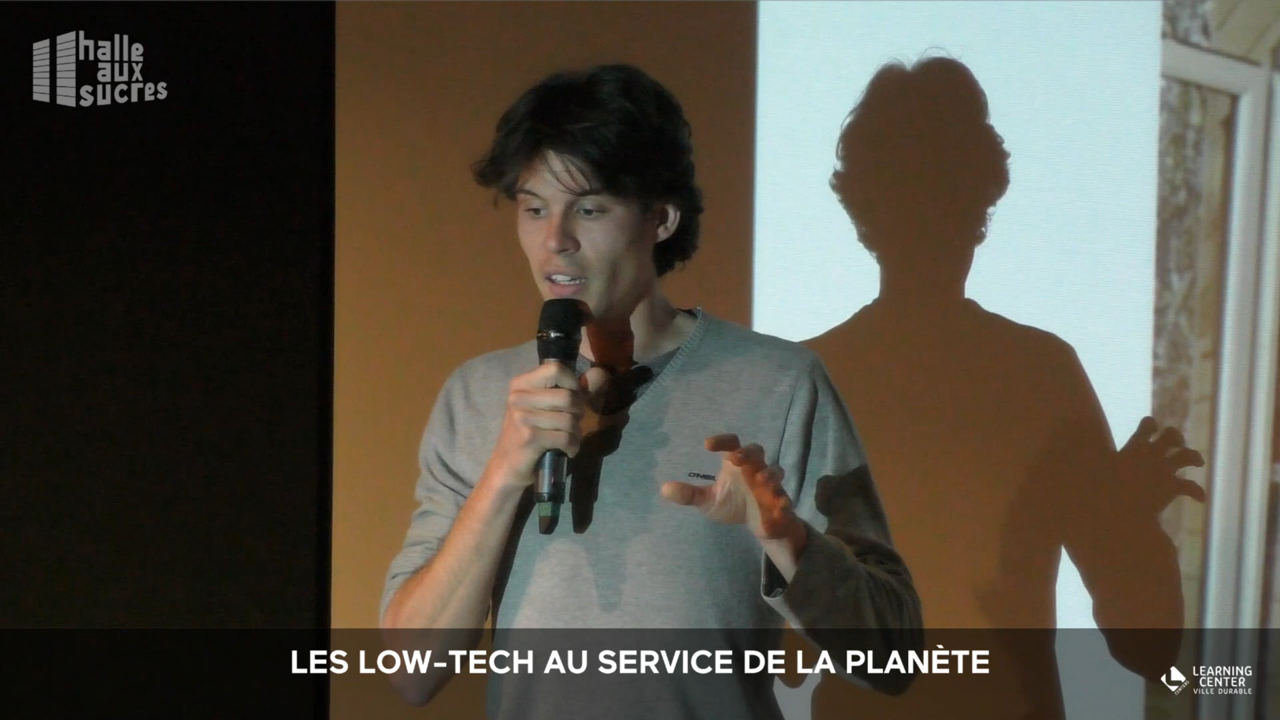 halle
aux
sucres
LES LOW-TECH AU SERVICE DE LA PLANÈTE
LEARNING
CENTER
VILLE DURABLE